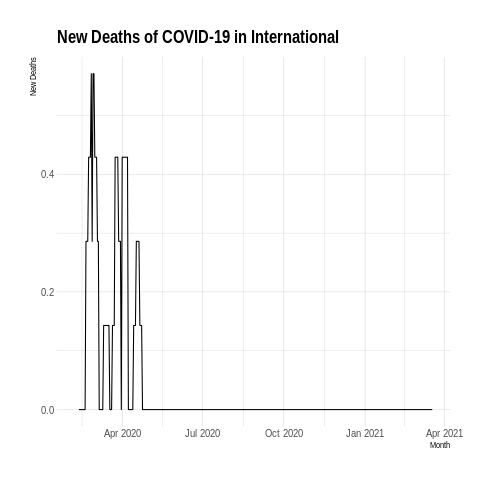 New Deaths of COVID-19 in International
New Deaths
0.4
0.2
0.0
Apr 2020
Jul 2020
Oct 2020
Jan 2021
Apr 2021
Month